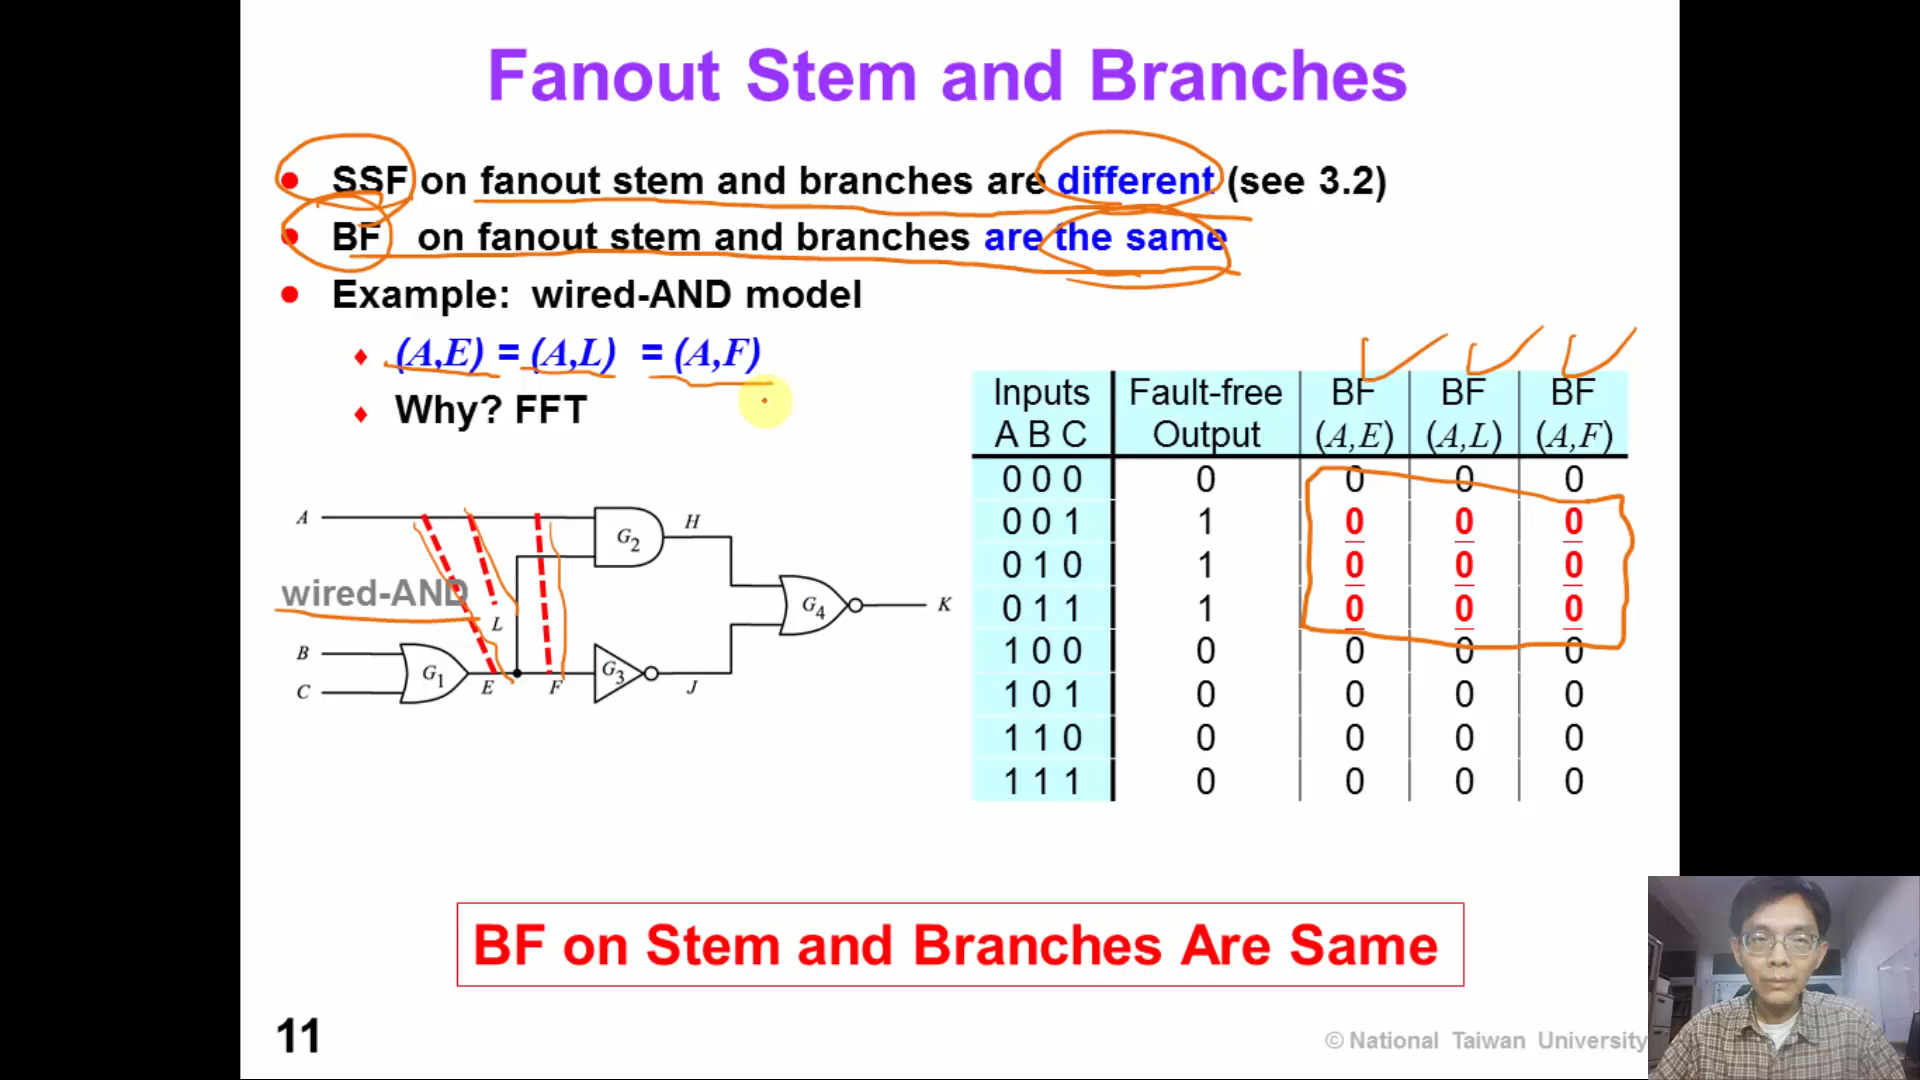 Fanout Stem and Branches
SSF on fanout stem and branches are different (see 3.2)
BF on fanout stem and branches are the same
Example: wired-AND model
(A,E) = (A,L) = (A,F)
Why? FFT
A
wired-AND
B
C
G1
E
L
F
G2
H
G3
J
G4
K
Inputs Fault-free BF BF BF
A B C Output (A,E) (A,L) (A,F)
0 0 0 0 0 0 0
0 0 1 1 0 0 0
0 1 0 1 0 0 0
0 1 1 1 0 0 0
1 0 0 0 0 0 0
1 0 1 0 0 0 0
1 1 0 0 0 0 0
1 1 1 0 0 0 0
BF on Stem and Branches Are Same
11
© National Taiwan University